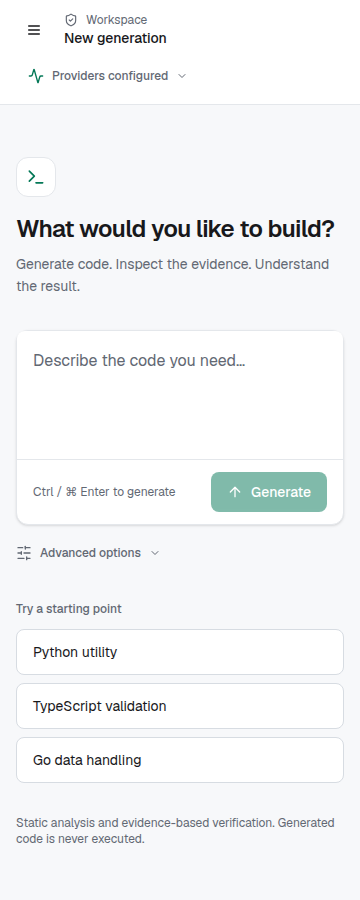 Workspace
New generation
Providers configured
What would you like to build?
Generate code. Inspect the evidence. Understand
the result.
Describe the code you need...
Ctrl / ⌘ Enter to generate
Generate
Advanced options
Try a starting point
Python utility
TypeScript validation
Go data handling
Static analysis and evidence-based verification. Generated
code is never executed.